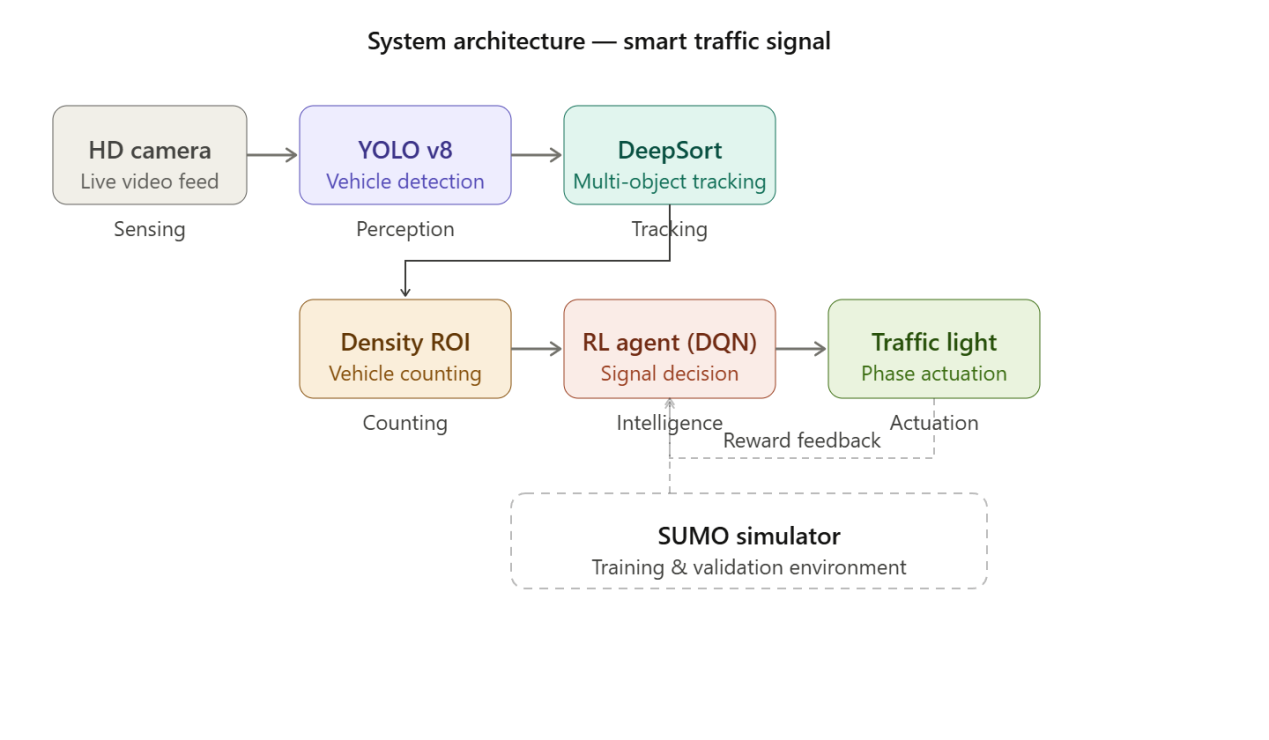 System architecture — smart traffic signal
HD camera
Live video feed
Sensing
YOLO v8
Vehicle detection
Perception
DeepSort
Multi-object tracking
Tracking
Density ROI
Vehicle counting
Counting
RL agent (DQN)
Signal decision
Intelligence
Traffic light
Phase actuation
Actuation
Reward feedback
SUMO simulator
Training & validation environment